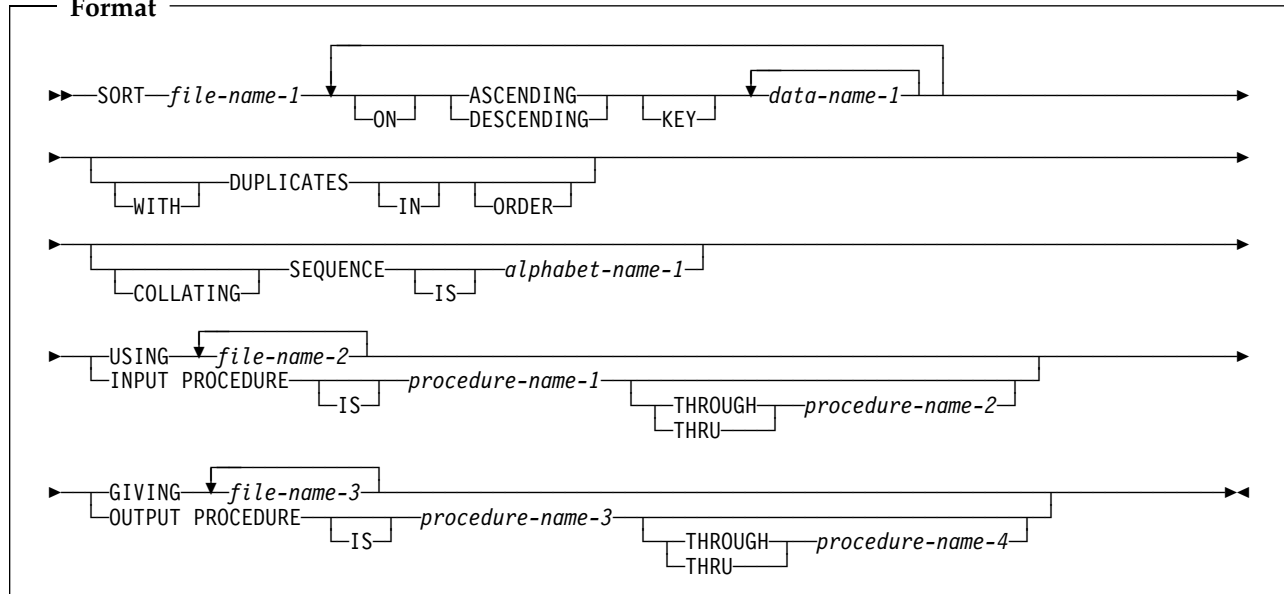 Format
SORT file-name-1 ON ASCENDING DESCENDING KEY data-name-1
WITH DUPLICATES IN ORDER
COLLATING SEQUENCE IS alphabet-name-1
USING file-name-2
INPUT PROCEDURE IS procedure-name-1 THROUGH THRU procedure-name-2
GIVING file-name-3
OUTPUT PROCEDURE IS procedure-name-3 THROUGH THRU procedure-name-4